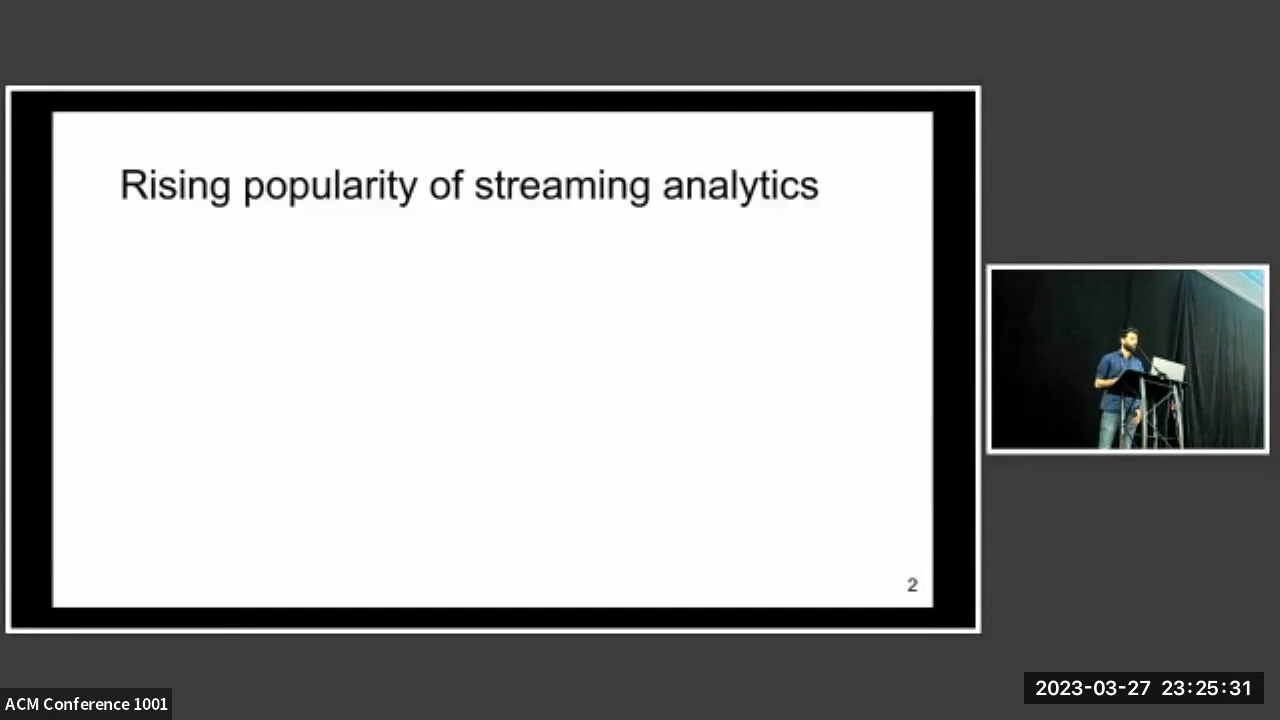 Rising popularity of streaming analytics
2
ACM Conference 1001
2023-03-27 23:25:31